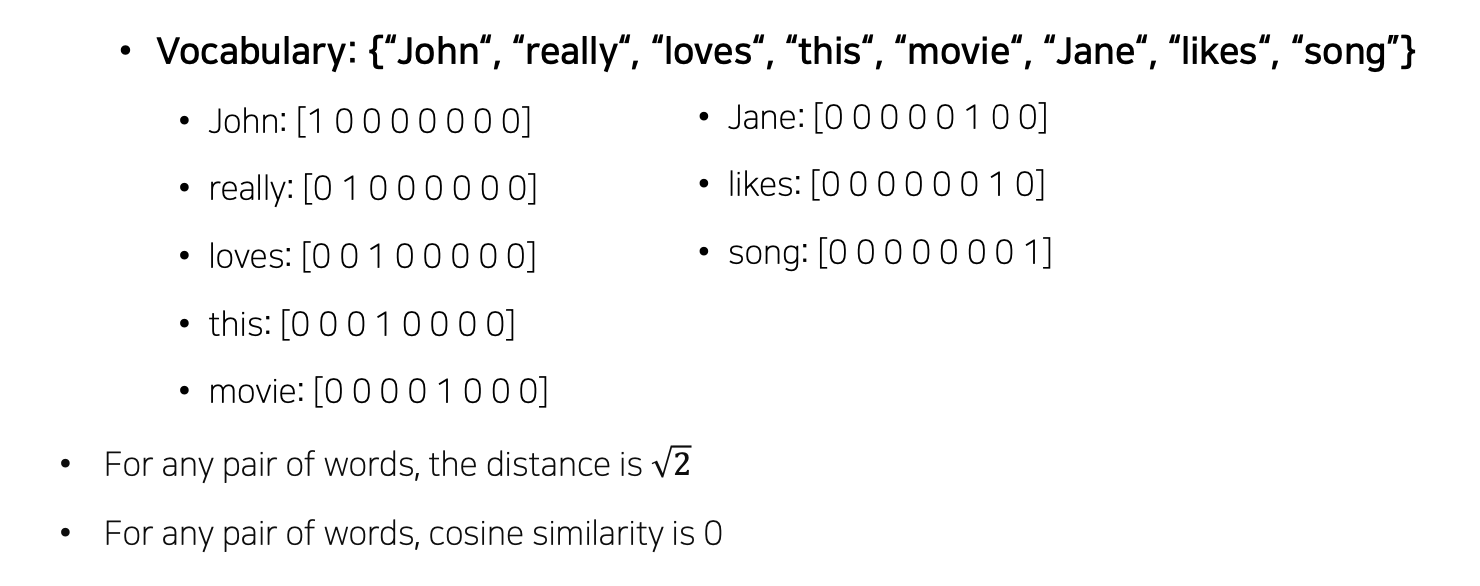 • Vocabulary: {“John“, “really“, “loves“, “this“, “movie“, “Jane“, “likes“, “song”}
• John: [1 0 0 0 0 0 0 0]
• really: [0 1 0 0 0 0 0 0]
• loves: [0 0 1 0 0 0 0 0]
• this: [0 0 0 1 0 0 0 0]
• movie: [0 0 0 0 1 0 0 0]
• Jane: [0 0 0 0 0 1 0 0]
• likes: [0 0 0 0 0 0 1 0]
• song: [0 0 0 0 0 0 0 1]
• For any pair of words, the distance is √2
• For any pair of words, cosine similarity is 0